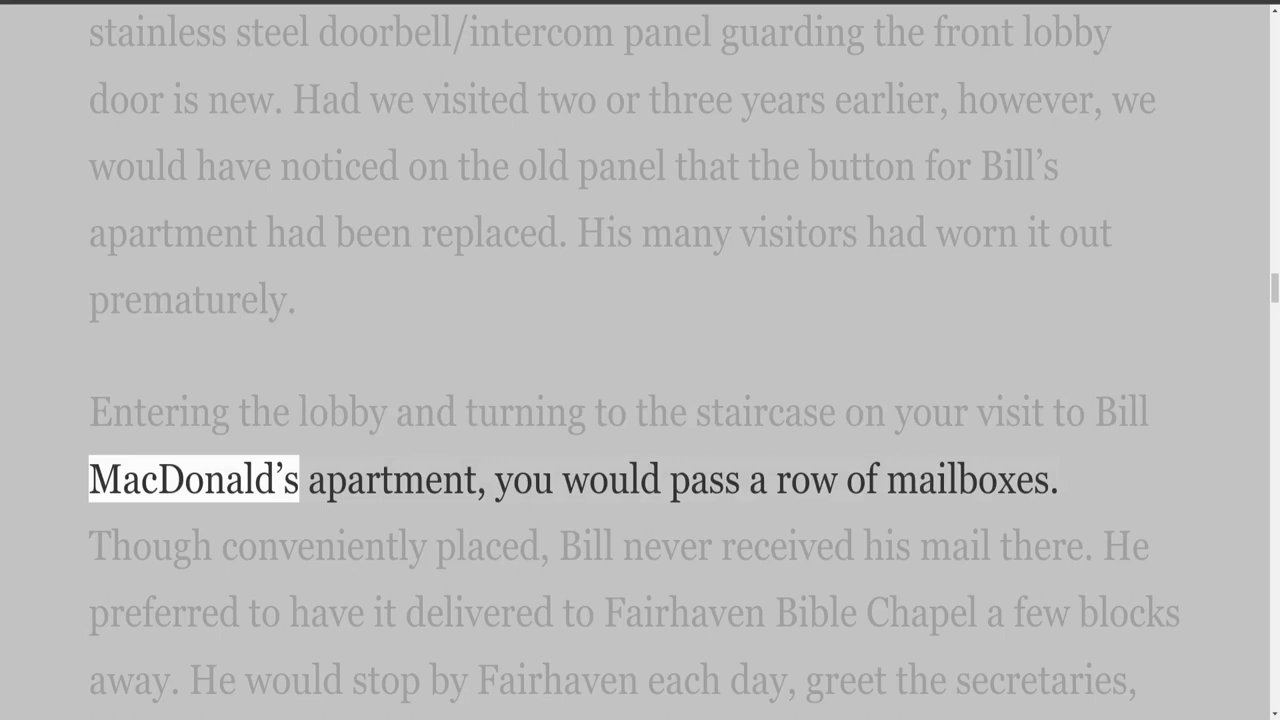 stainless steel doorbell/intercom panel guarding the front lobby
door is new. Had we visited two or three years earlier, however, we
would have noticed on the old panel that the button for Bill’s
apartment had been replaced. His many visitors had worn it out
prematurely.
Entering the lobby and turning to the staircase on your visit to Bill
MacDonald’s apartment, you would pass a row of mailboxes.
Though conveniently placed, Bill never received his mail there. He
preferred to have it delivered to Fairhaven Bible Chapel a few blocks
away. He would stop by Fairhaven each day, greet the secretaries,